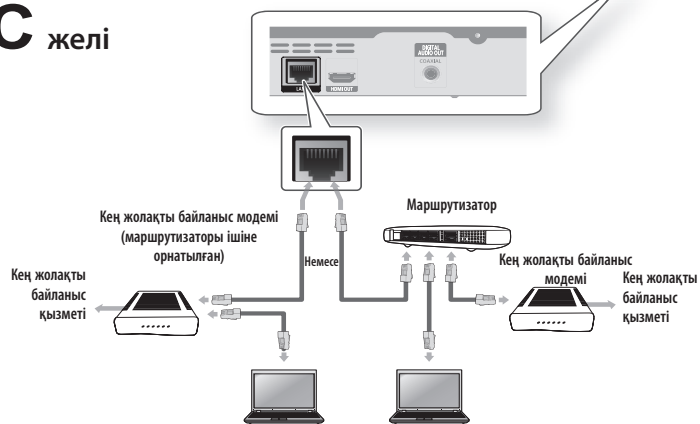 C желі
DIGITAL
AUDIO OUT
COAXIAL
LAN
HDMI OUT
Кең жолақты байланыс модемі
(маршрутизаторы ішіне
орнатылған)
Маршрутизатор
Немесе
Кең жолақты
байланыс
қызметі
Кең жолақты байланыс
модемі
Кең жолақты
байланыс
қызметі